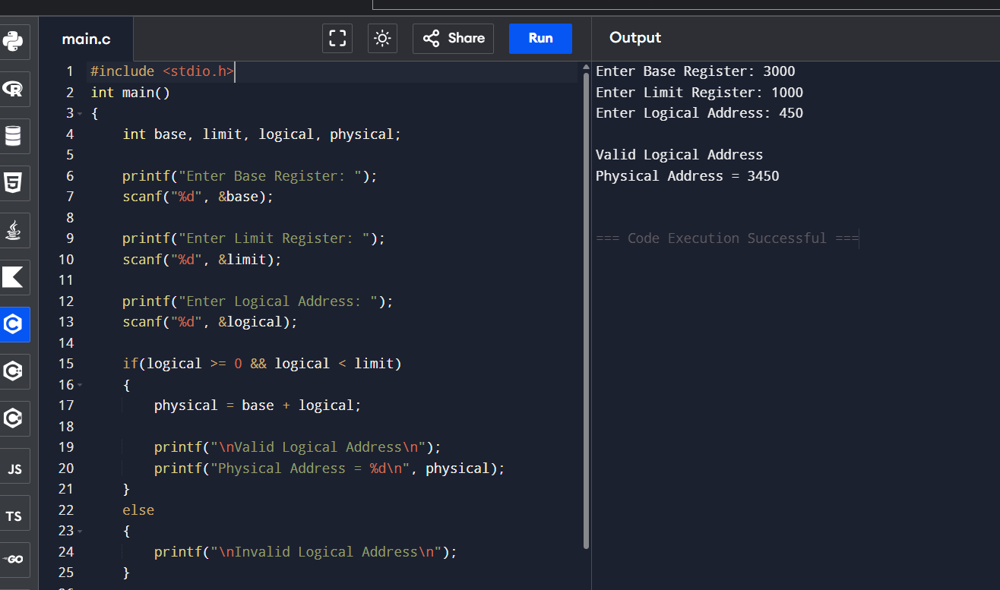 main.c
Share
Run
Output
1 #include <stdio.h>
2 int main()
3 {
4     int base, limit, logical, physical;
5
6     printf("Enter Base Register: ");
7     scanf("%d", &base);
8
9     printf("Enter Limit Register: ");
10     scanf("%d", &limit);
11
12     printf("Enter Logical Address: ");
13     scanf("%d", &logical);
14
15     if(logical >= 0 && logical < limit)
16     {
17         physical = base + logical;
18
19         printf("\nValid Logical Address\n");
20         printf("Physical Address = %d\n", physical);
21     }
22     else
23     {
24         printf("\nInvalid Logical Address\n");
25     }
Enter Base Register: 3000
Enter Limit Register: 1000
Enter Logical Address: 450
Valid Logical Address
Physical Address = 3450
=== Code Execution Successful ===
R
5
C
C
C
JS
TS
GO